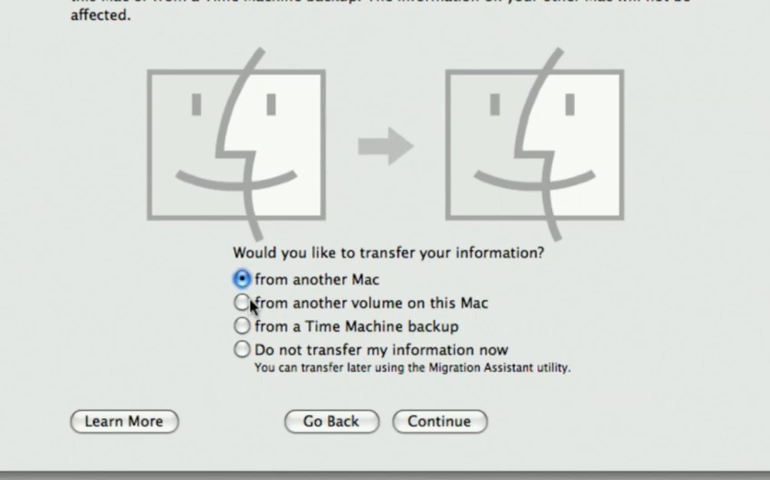 affected.
Would you like to transfer your information?
from another Mac
from another volume on this Mac
from a Time Machine backup
Do not transfer my information now
You can transfer later using the Migration Assistant utility.
Learn More
Go Back
Continue